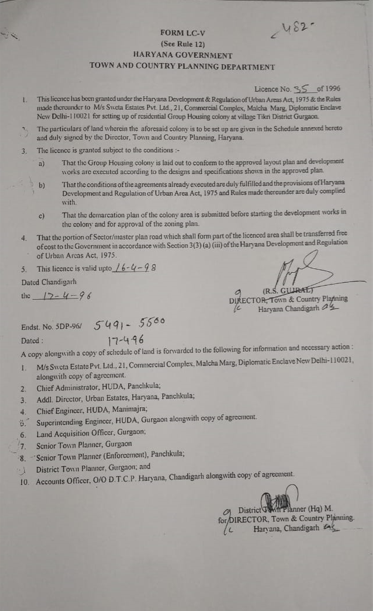 482-
FORM LC-V
(See Rule 12)
HARYANA GOVERNMENT
TOWN AND COUNTRY PLANNING DEPARTMENT
Licence No. 35 of 1996
1. This licence has been granted under the Haryana Development & Regulation of Urban Areas Act, 1975 & the Rules
made thereunder to M/s Sweta Estates Pvt. Ltd., 21, Commercial Complex, Malcha Marg, Diplomatic Enclave
New Delhi-110021 for setting up of residential Group Housing colony at village Tikri District Gurgaon.
The particulars of land wherein the aforesaid colony is to be set up are given in the Schedule annexed hereto
and duly signed by the Director, Town and Country Planning, Haryana.
3. The licence is granted subject to the conditions :-
a) That the Group Housing colony is laid out to conform to the approved layout plan and development
works are executed according to the designs and specifications shown in the approved plan.
b) That the conditions of the agreements already executed are duly fulfilled and the provisions of Haryana
Development and Regulation of Urban Area Act, 1975 and Rules made thereunder are duly complied
with.
c) That the demarcation plan of the colony area is submitted before starting the development works in
the colony and for approval of the zoning plan.
4. That the portion of Sector/master plan road which shall form part of the licenced area shall be transferred free
of cost to the Government in accordance with Section 3(3) (a) (iii) of the Haryana Development and Regulation
of Urban Areas Act, 1975.
5. This licence is valid upto 16-4-98
Dated Chandigarh
the 17-4-96
(R.S. GUJRAL)
DIRECTOR, Town & Country Planning
Haryana Chandigarh
Endst. No. 5DP-96/ 5491-5500
Dated : 17-4-96
A copy alongwith a copy of schedule of land is forwarded to the following for information and necessary action :
1. M/s Sweta Estate Pvt. Ltd., 21, Commercial Complex, Malcha Marg, Diplomatic Enclave New Delhi-110021,
alongwith copy of agreement.
2. Chief Administrator, HUDA, Panchkula;
3. Addl. Director, Urban Estates, Haryana, Panchkula;
4. Chief Engineer, HUDA, Manimajra;
5. Superintending Engineer, HUDA, Gurgaon alongwith copy of agreement.
6. Land Acquisition Officer, Gurgaon;
7. Senior Town Planner, Gurgaon
8. Senior Town Planner (Enforcement), Panchkula;
District Town Planner, Gurgaon; and
10. Accounts Officer, O/O D.T.C.P. Haryana, Chandigarh alongwith copy of agreement.
District Town Planner (Hq) M.
for DIRECTOR, Town & Country Planning.
Haryana, Chandigarh